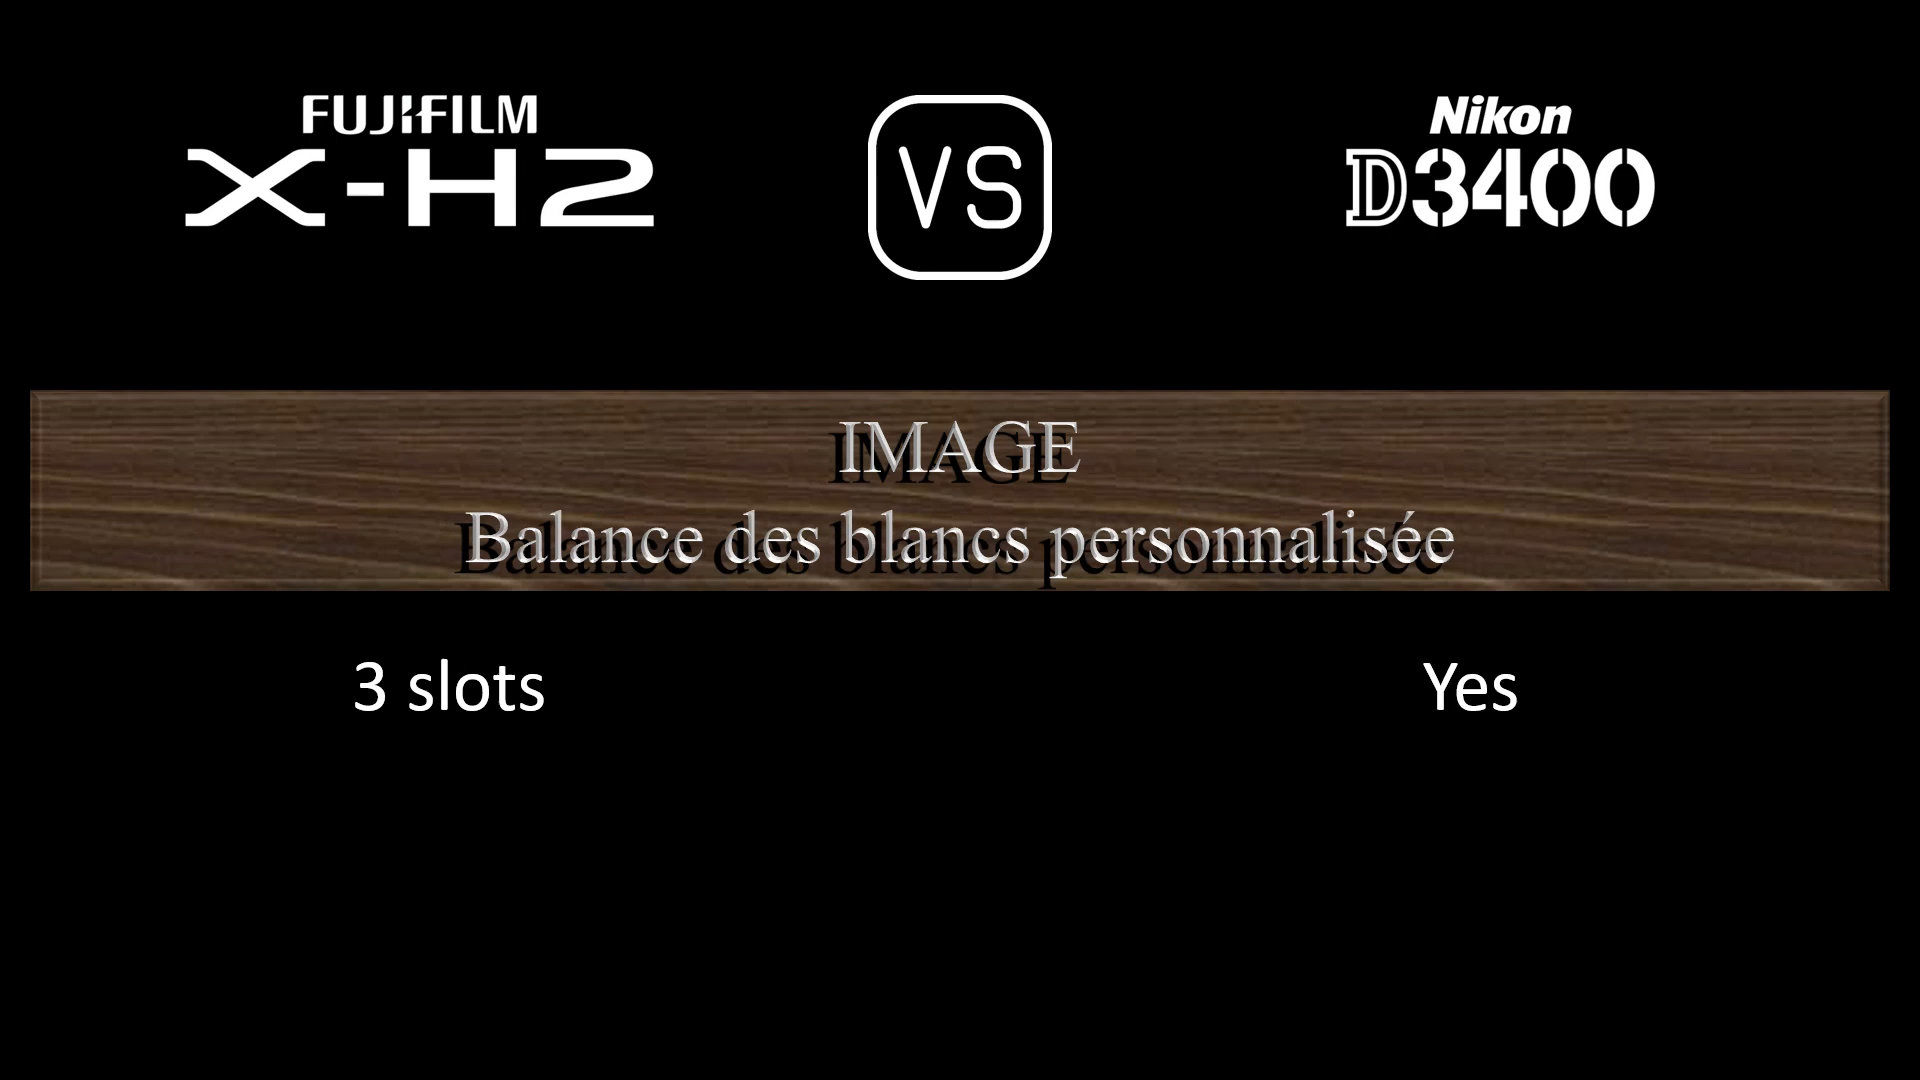 FUJIFILM
X-H2
VS
Nikon
D3400
IMAGE
Balance des blancs personnalisée
3 slots
Yes